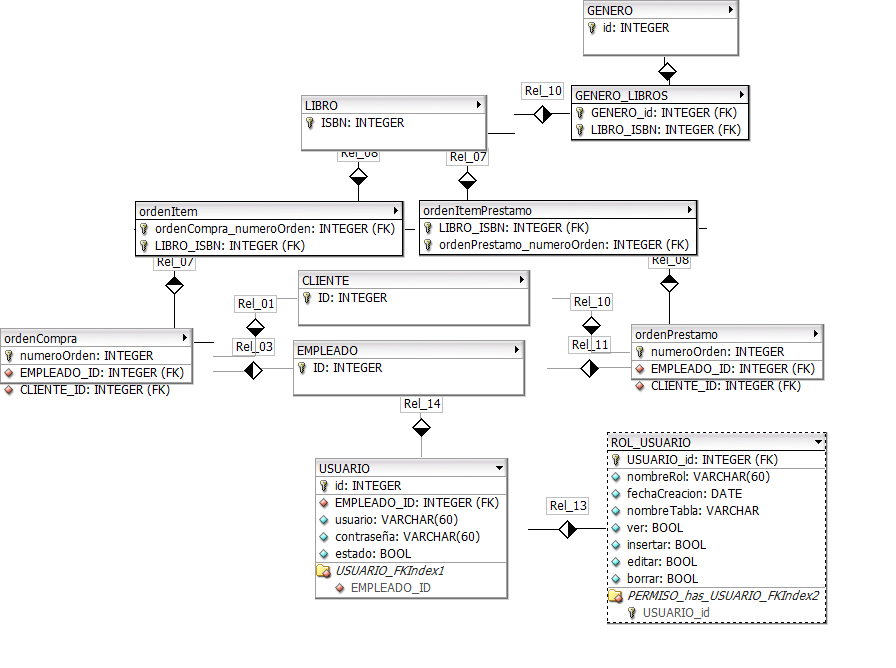 GENERO
id: INTEGER
Rel_10
GENERO_LIBROS
GENERO_id: INTEGER (FK)
LIBRO_ISBN: INTEGER (FK)
LIBRO
ISBN: INTEGER
Rel_08
Rel_07
ordenItem
ordenCompra_numeroOrden: INTEGER (FK)
LIBRO_ISBN: INTEGER (FK)
ordenItemPrestamo
LIBRO_ISBN: INTEGER (FK)
ordenPrestamo_numeroOrden: INTEGER (FK)
Rel_07
Rel_08
CLIENTE
ID: INTEGER
Rel_01
Rel_10
ordenCompra
numeroOrden: INTEGER
EMPLEADO_ID: INTEGER (FK)
CLIENTE_ID: INTEGER (FK)
Rel_03
EMPLEADO
ID: INTEGER
Rel_11
ordenPrestamo
numeroOrden: INTEGER
EMPLEADO_ID: INTEGER (FK)
CLIENTE_ID: INTEGER (FK)
Rel_14
USUARIO
id: INTEGER
EMPLEADO_ID: INTEGER (FK)
usuario: VARCHAR(60)
contraseña: VARCHAR(60)
estado: BOOL
USUARIO_FKIndex1
EMPLEADO_ID
Rel_13
ROL_USUARIO
USUARIO_id: INTEGER (FK)
nombreRol: VARCHAR(60)
fechaCreacion: DATE
nombreTabla: VARCHAR
ver: BOOL
insertar: BOOL
editar: BOOL
borrar: BOOL
PERMISO_has_USUARIO_FKIndex2
USUARIO_id